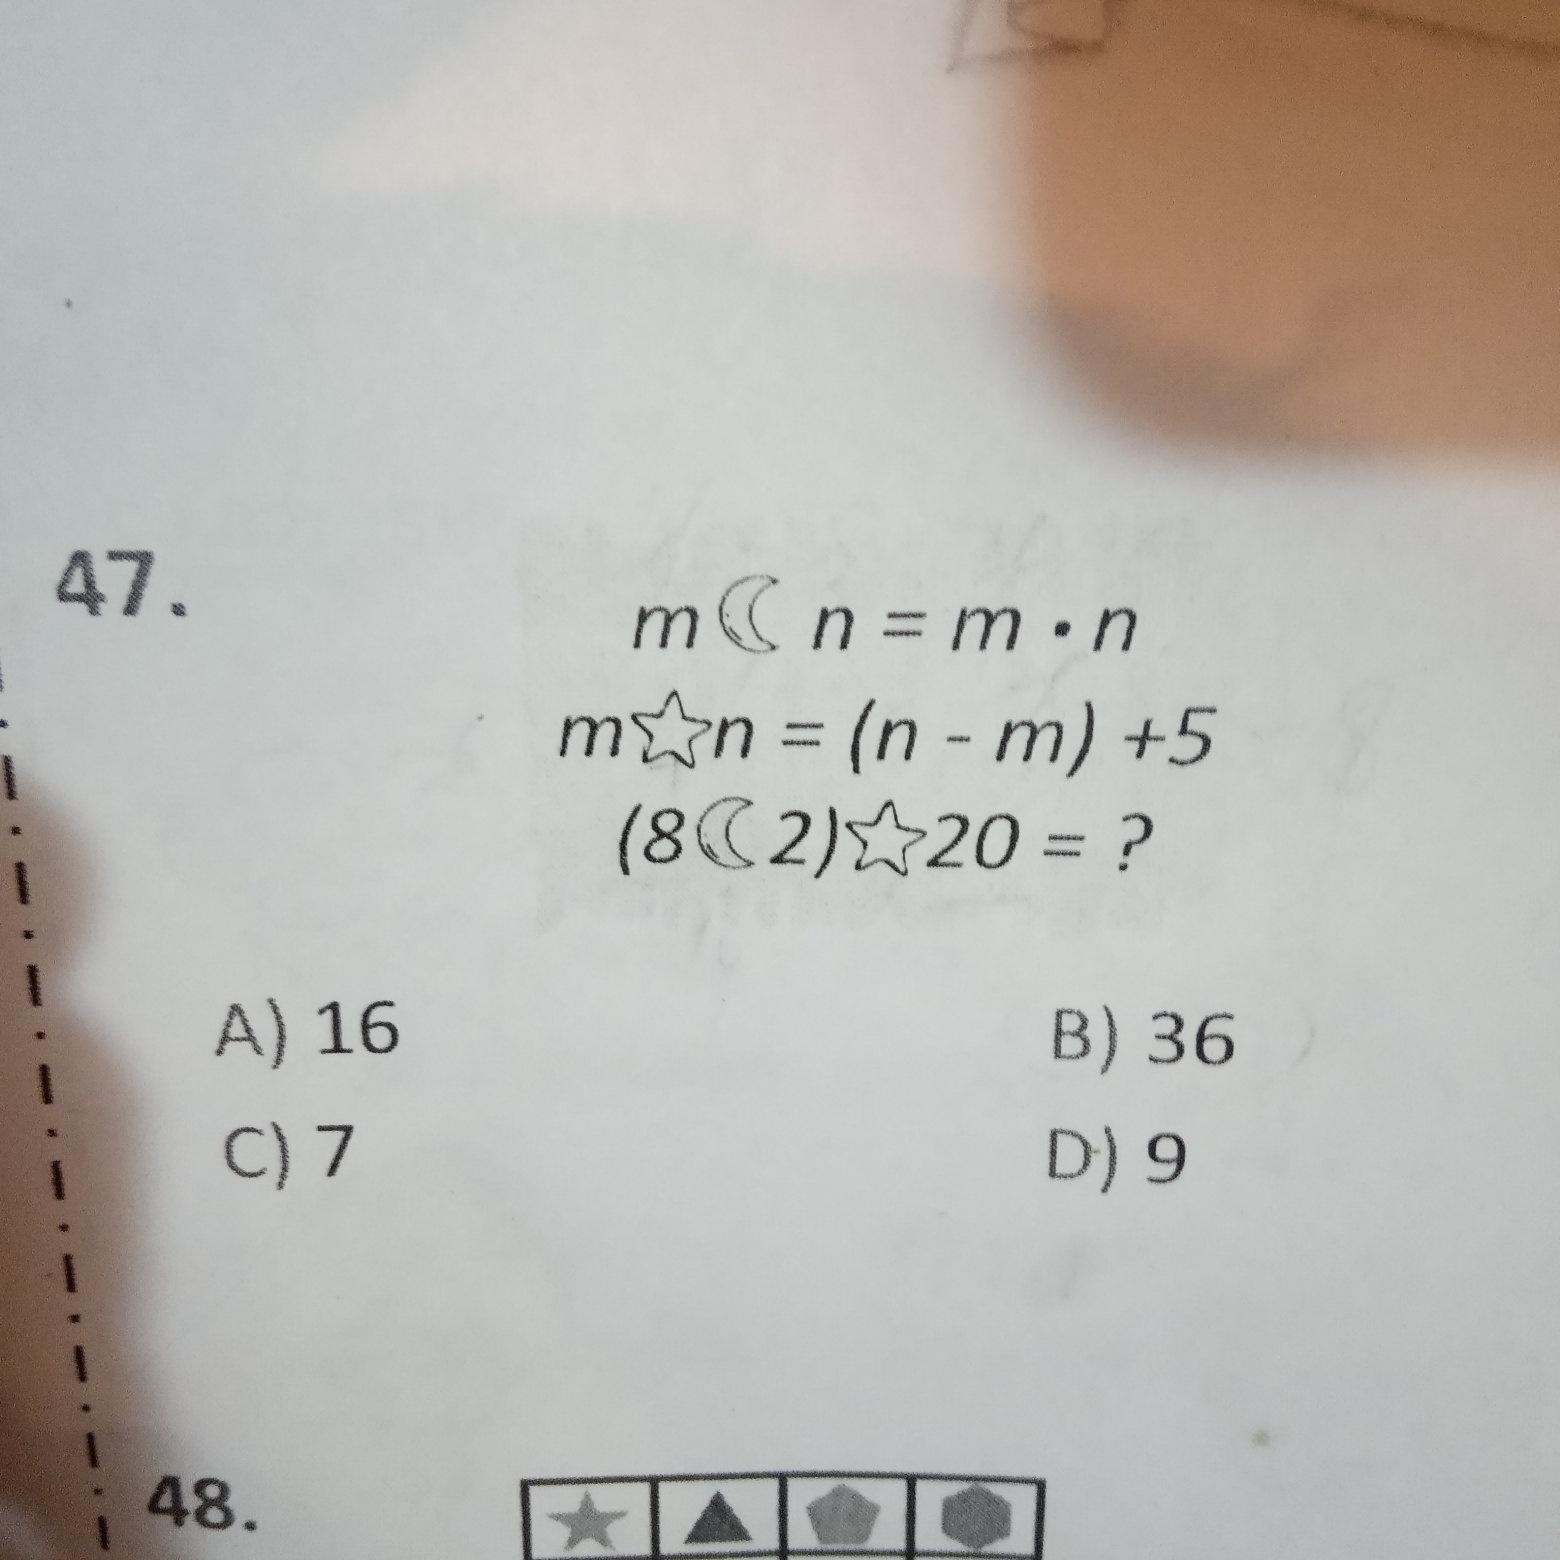 47.
m☾ n = m • n
m☆n = (n - m) +5
(8☾2)☆20 = ?
A) 16
B) 36
C) 7
D) 9
48.